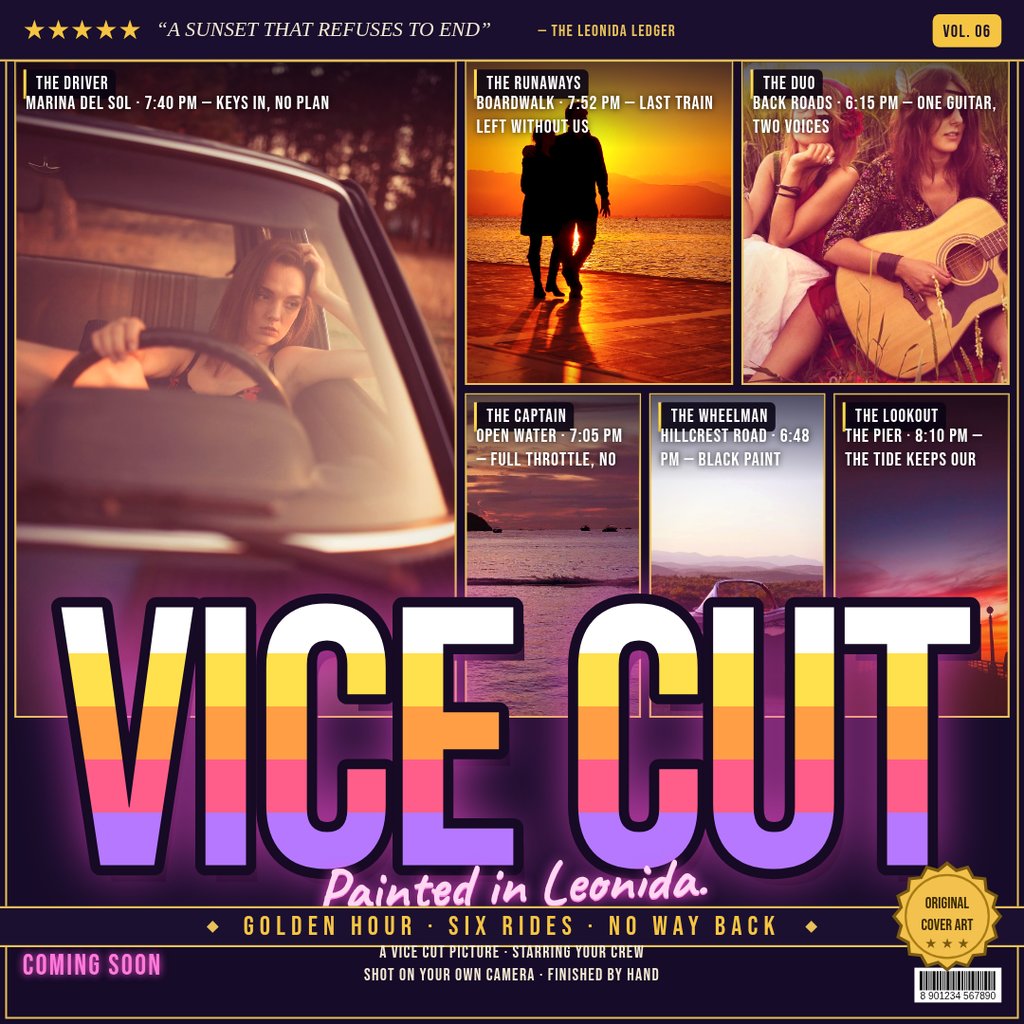 ★★★★★ “A SUNSET THAT REFUSES TO END” – THE LEONIDA LEDGER VOL. 06
THE DRIVER
MARINA DEL SOL · 7:40 PM – KEYS IN, NO PLAN
THE RUNAWAYS
BOARDWALK · 7:52 PM – LAST TRAIN
LEFT WITHOUT US
THE DUO
BACK ROADS · 6:15 PM – ONE GUITAR,
TWO VOICES
THE CAPTAIN
OPEN WATER · 7:05 PM
– FULL THROTTLE, NO
THE WHEELMAN
HILLCREST ROAD · 6:48
PM – BLACK PAINT
THE LOOKOUT
THE PIER · 8:10 PM –
THE TIDE KEEPS OUR
VICE CUT
Painted in Leonida.
◆ GOLDEN HOUR · SIX RIDES · NO WAY BACK ◆
ORIGINAL
COVER ART
★ ★ ★
COMING SOON
A VICE CUT PICTURE · STARRING YOUR CREW
SHOT ON YOUR OWN CAMERA · FINISHED BY HAND
8 901234 567890